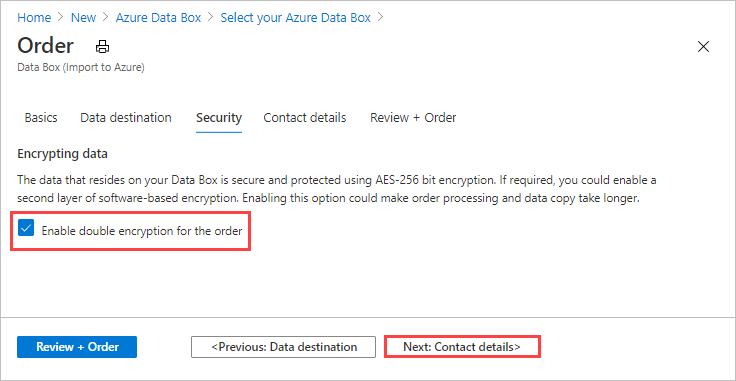 Home > New > Azure Data Box > Select your Azure Data Box >
Order
Data Box (Import to Azure)
Basics Data destination Security Contact details Review + Order
Encrypting data
The data that resides on your Data Box is secure and protected using AES-256 bit encryption. If required, you could enable a
second layer of software-based encryption. Enabling this option could make order processing and data copy take longer.
Enable double encryption for the order
Review + Order <Previous: Data destination Next: Contact details>